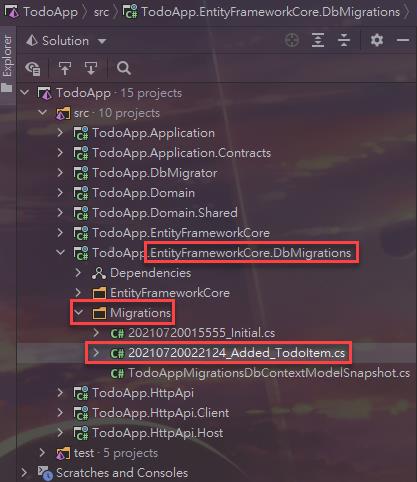 TodoApp 〉 src 〉 TodoApp.EntityFrameworkCore.DbMigrations 〉
Explorer
Solution
TodoApp · 15 projects
src · 10 projects
TodoApp.Application
TodoApp.Application.Contracts
TodoApp.DbMigrator
TodoApp.Domain
TodoApp.Domain.Shared
TodoApp.EntityFrameworkCore
TodoApp.EntityFrameworkCore.DbMigrations
Dependencies
EntityFrameworkCore
Migrations
C# 20210720015555_Initial.cs
C# 20210720022124_Added_TodoItem.cs
C# TodoAppMigrationsDbContextModelSnapshot.cs
TodoApp.HttpApi
TodoApp.HttpApi.Client
TodoApp.HttpApi.Host
test · 5 projects
Scratches and Consoles